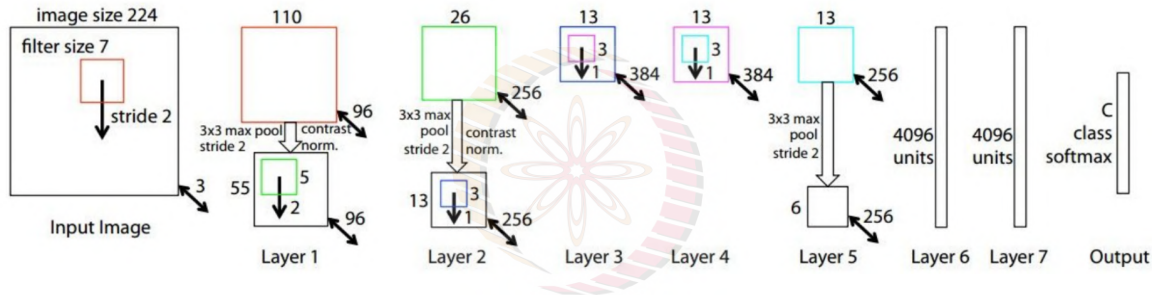 image size 224
filter size 7
stride 2
3
Input Image
110
96
3x3 max pool
stride 2
contrast
norm.
55
5
2
96
Layer 1
26
256
3x3 max
pool
stride 2
contrast
norm.
13
3
1
256
Layer 2
13
3
1
384
Layer 3
13
3
1
384
Layer 4
13
256
3x3 max
pool
stride 2
6
256
Layer 5
4096
units
Layer 6
4096
units
Layer 7
C
class
softmax
Output